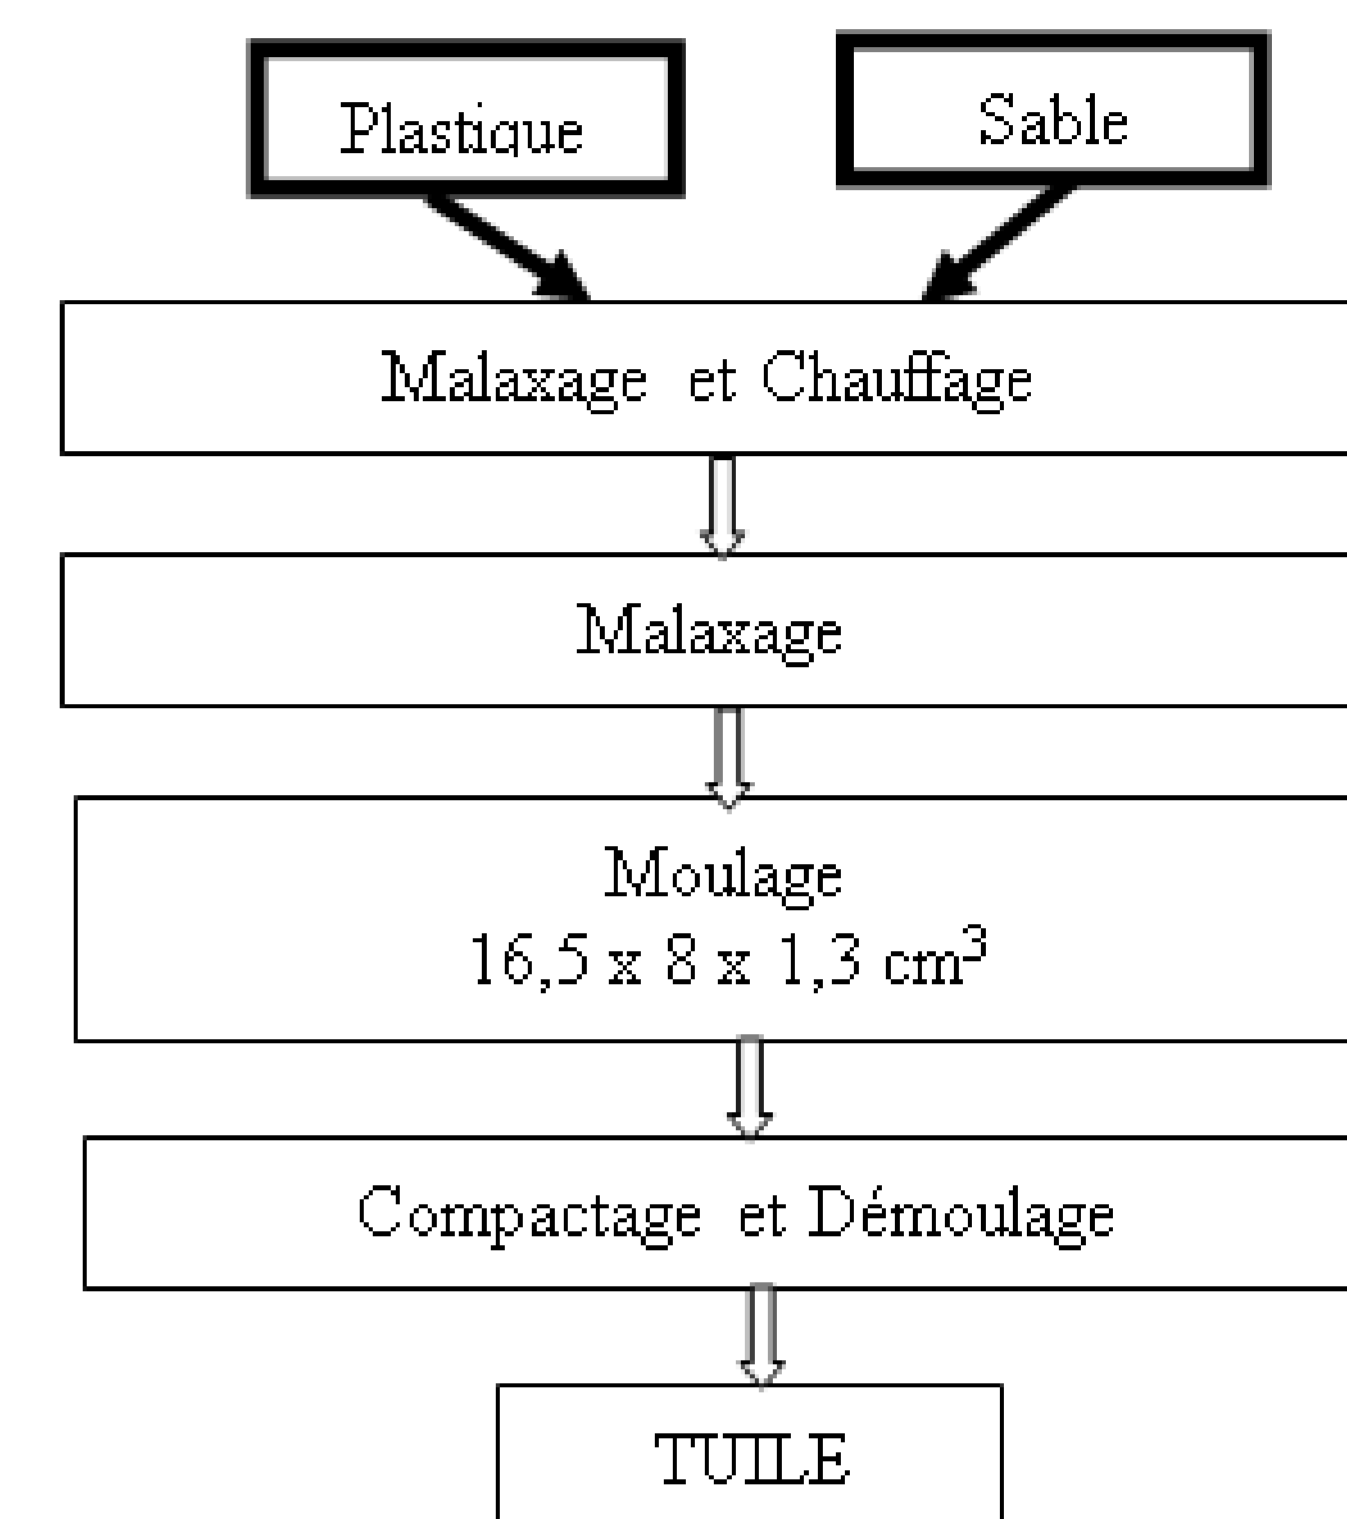 Plastique
Sable
Malaxage et Chauffage
Malaxage
Moulage
16,5 x 8 x 1,3 cm³
Compactage et Démoulage
TUILE